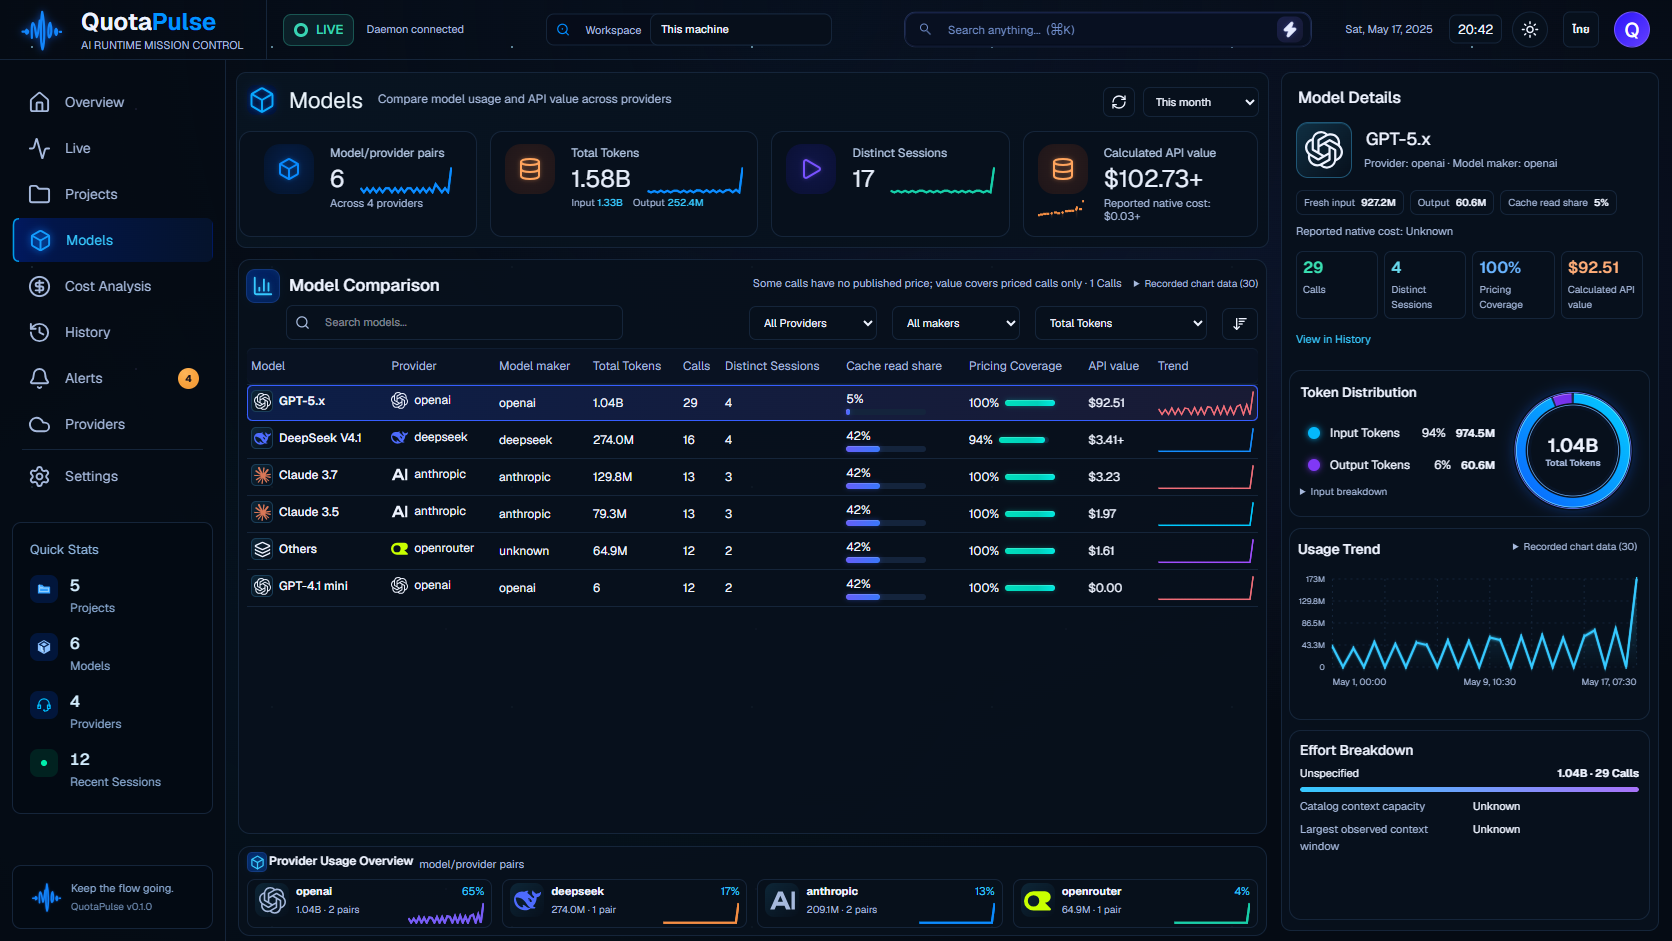 QuotaPulse
AI RUNTIME MISSION CONTROL
LIVE
Daemon connected
Workspace
This machine
Search anything... (⌘K)
Sat, May 17, 2025
20:42
ไทย
Q
Overview
Live
Projects
Models
Cost Analysis
History
Alerts
4
Providers
Settings
Quick Stats
5
Projects
6
Models
4
Providers
12
Recent Sessions
Keep the flow going.
QuotaPulse v0.1.0
Models
Compare model usage and API value across providers
This month
Model/provider pairs
6
Across 4 providers
Total Tokens
1.58B
Input 1.33B Output 252.4M
Distinct Sessions
17
Calculated API value
$102.73+
Reported native cost:
$0.03+
Model Comparison
Some calls have no published price; value covers priced calls only · 1 Calls
Recorded chart data (30)
Search models...
All Providers
All makers
Total Tokens
Model Provider Model maker Total Tokens Calls Distinct Sessions Cache read share Pricing Coverage API value Trend
GPT-5.x openai openai 1.04B 29 4 5% 100% $92.51
DeepSeek V4.1 deepseek deepseek 274.0M 16 4 42% 94% $3.41+
Claude 3.7 AI anthropic anthropic 129.8M 13 3 42% 100% $3.23
Claude 3.5 AI anthropic anthropic 79.3M 13 3 42% 100% $1.97
Others openrouter unknown 64.9M 12 2 42% 100% $1.61
GPT-4.1 mini openai openai 6 12 2 42% 100% $0.00
Provider Usage Overview model/provider pairs
openai 65%
1.04B · 2 pairs
deepseek 17%
274.0M · 1 pair
AI
anthropic 13%
209.1M · 2 pairs
openrouter 4%
64.9M · 1 pair
Model Details
GPT-5.x
Provider: openai · Model maker: openai
Fresh input 927.2M
Output 60.6M
Cache read share 5%
Reported native cost: Unknown
29
Calls
4
Distinct
Sessions
100%
Pricing
Coverage
$92.51
Calculated API
value
View in History
Token Distribution
Input Tokens 94% 974.5M
Output Tokens 6% 60.6M
Input breakdown
1.04B
Total Tokens
Usage Trend
Recorded chart data (30)
173M
129.8M
86.5M
43.3M
0
May 1, 00:00
May 9, 10:30
May 17, 07:30
Effort Breakdown
Unspecified 1.04B · 29 Calls
Catalog context capacity Unknown
Largest observed context Unknown
window